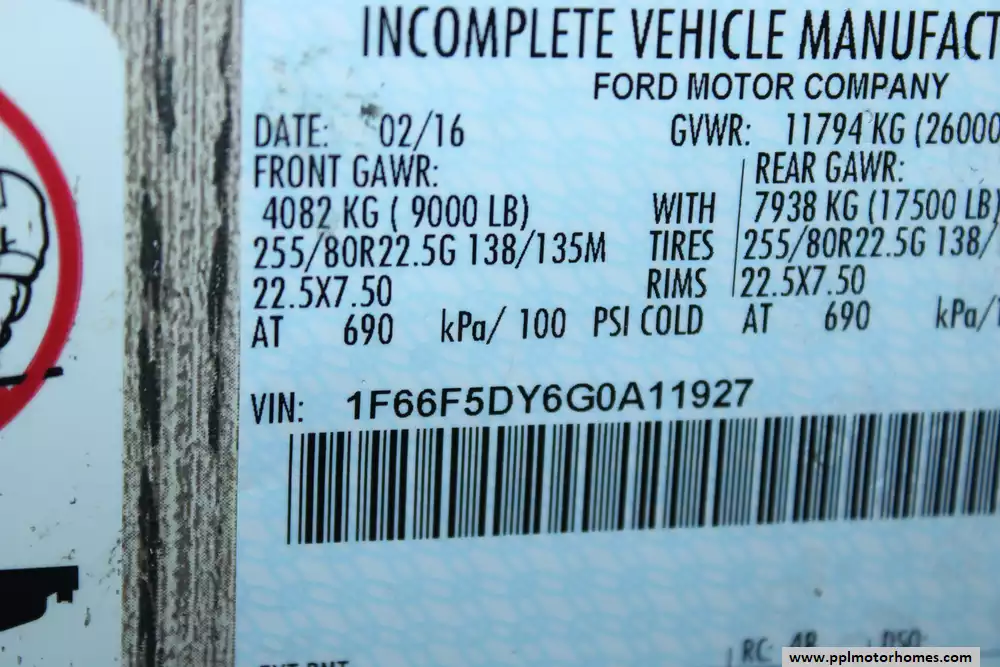 INCOMPLETE VEHICLE MANUFACT
FORD MOTOR COMPANY
DATE: 02/16 GVWR: 11794 KG (26000
FRONT GAWR: REAR GAWR:
4082 KG ( 9000 LB) WITH 7938 KG (17500 LB)
255/80R22.5G 138/135M TIRES 255/80R22.5G 138/
22.5X7.50 RIMS 22.5X7.50
AT 690 kPa/ 100 PSI COLD AT 690 kPa/
VIN: 1F66F5DY6G0A11927
RC: 48 DSO:
www.pplmotorhomes.com